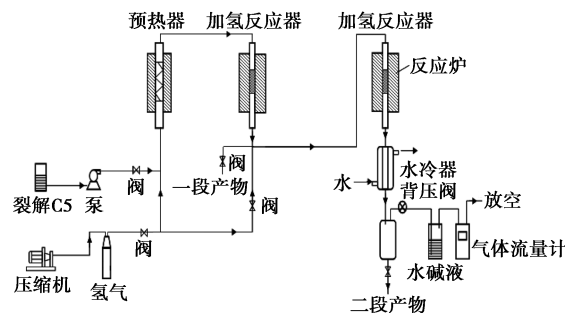 预热器 加氢反应器 加氢反应器
反应炉
阀
水冷器
水
背压阀
一段产物
阀
裂解C5 泵
阀
放空
阀
气体流量计
压缩机
氢气
水碱液
二段产物